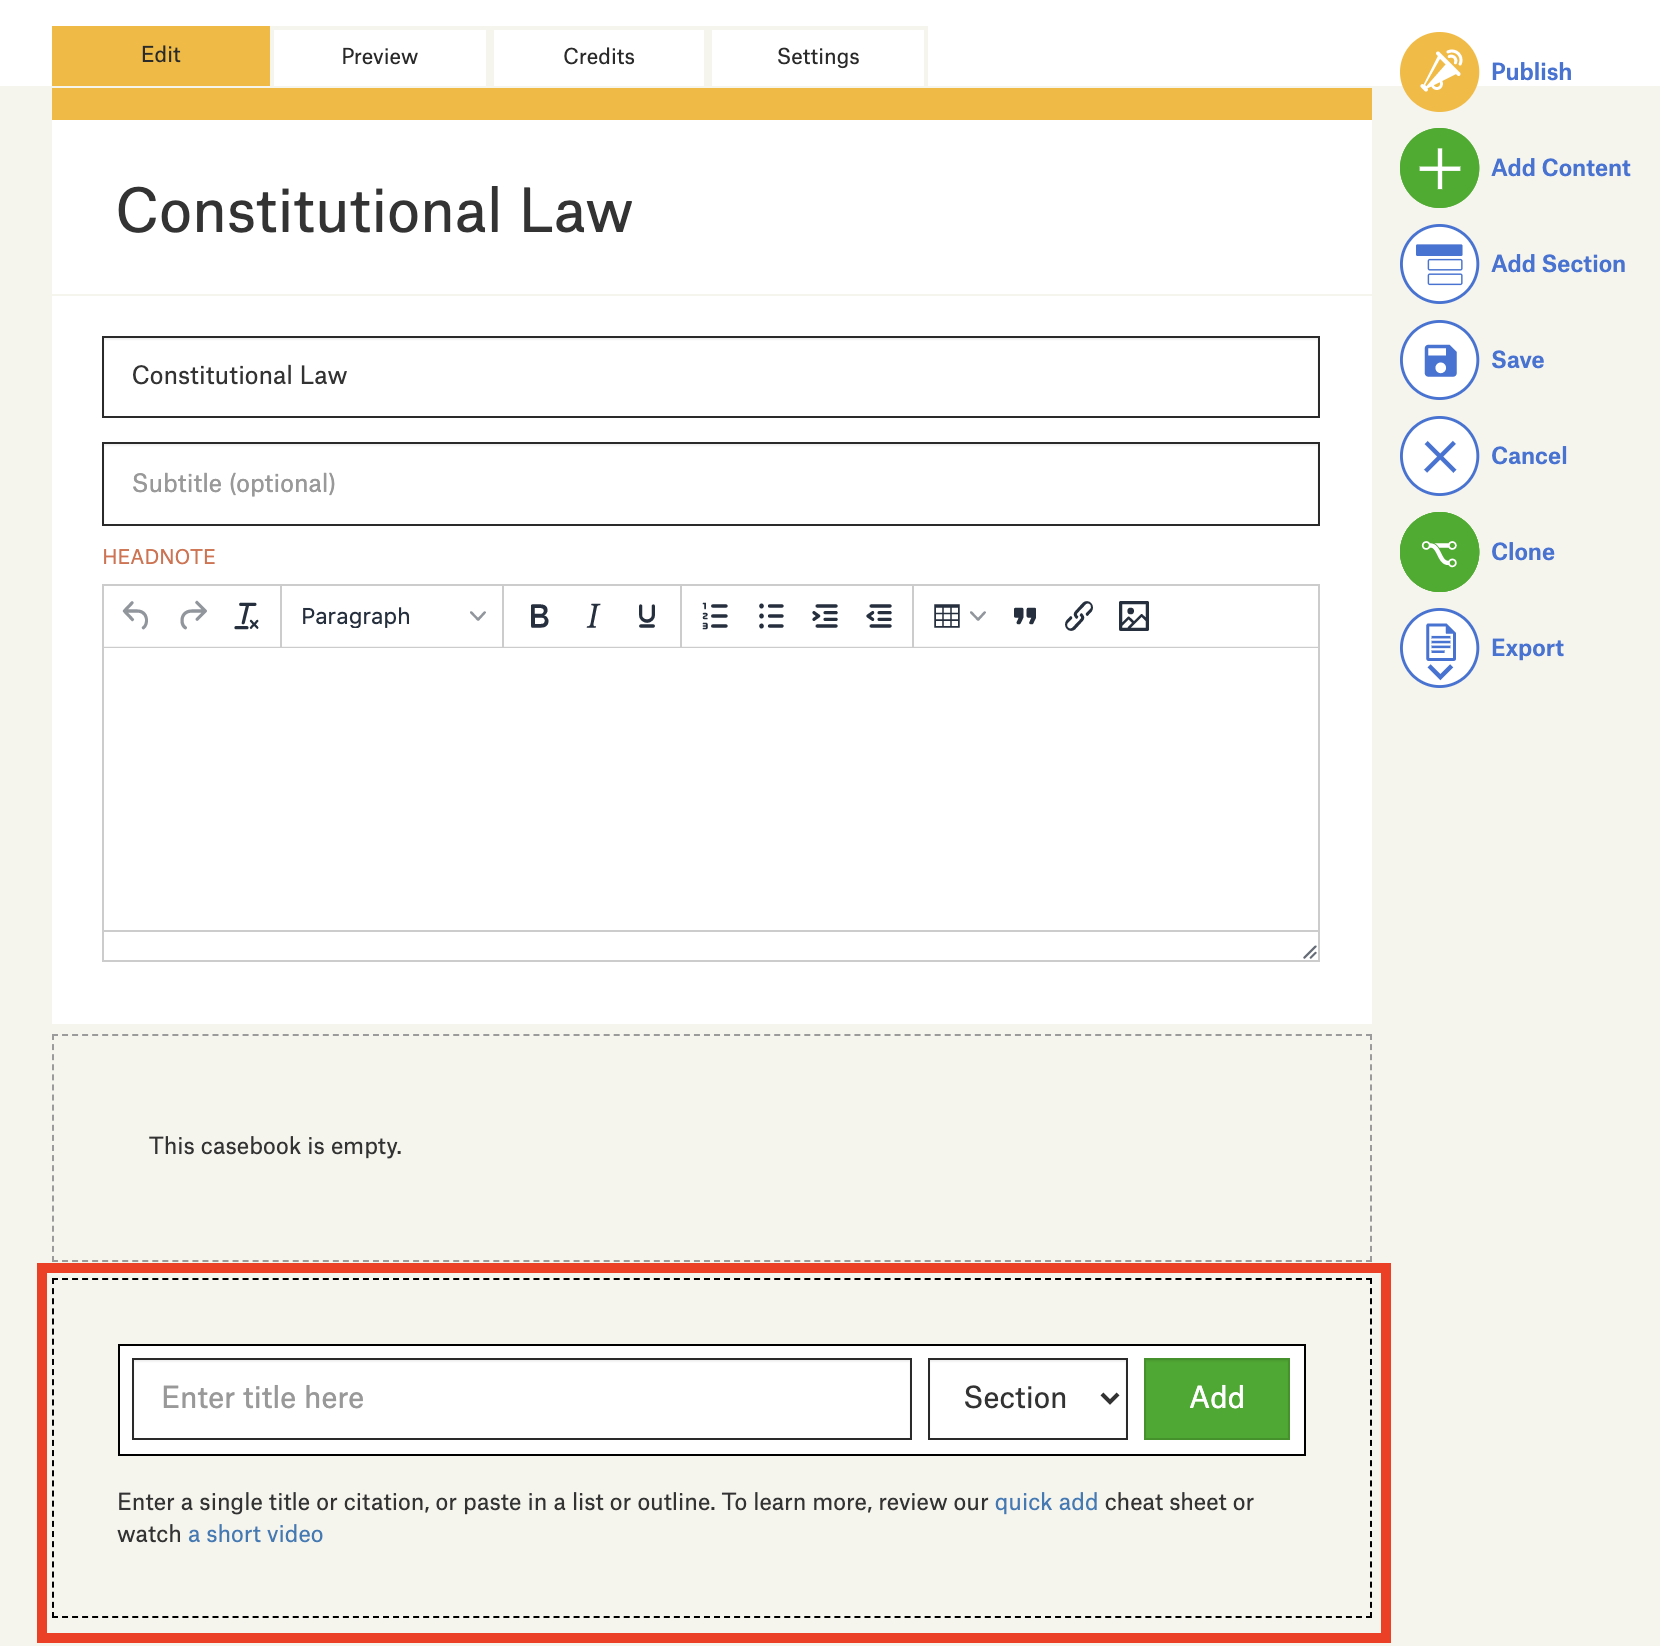 Edit
Preview
Credits
Settings
Publish
Add Content
Add Section
Save
Cancel
Clone
Export
Constitutional Law
Constitutional Law
Subtitle (optional)
HEADNOTE
Paragraph
This casebook is empty.
Enter title here
Section
Add
Enter a single title or citation, or paste in a list or outline. To learn more, review our quick add cheat sheet or
watch a short video